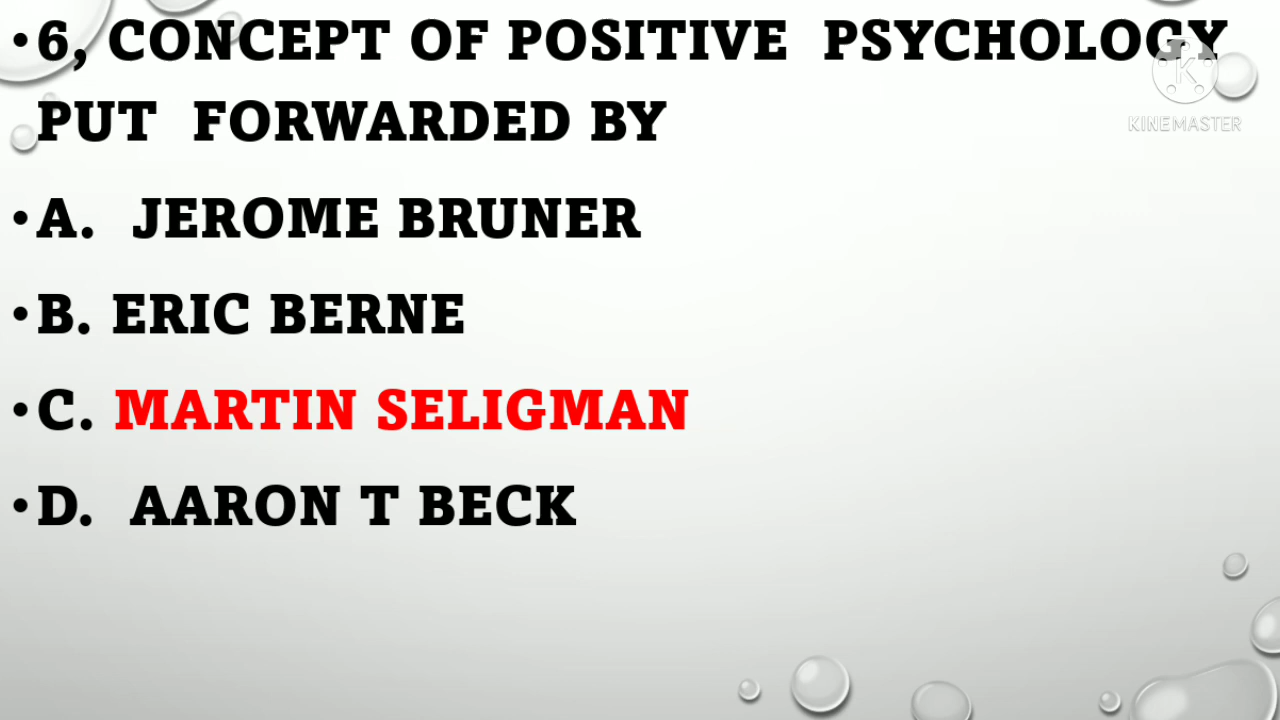 •6, CONCEPT OF POSITIVE PSYCHOLOGY
PUT FORWARDED BY
•A. JEROME BRUNER
•B. ERIC BERNE
•C. MARTIN SELIGMAN
•D. AARON T BECK
K
KINEMASTER